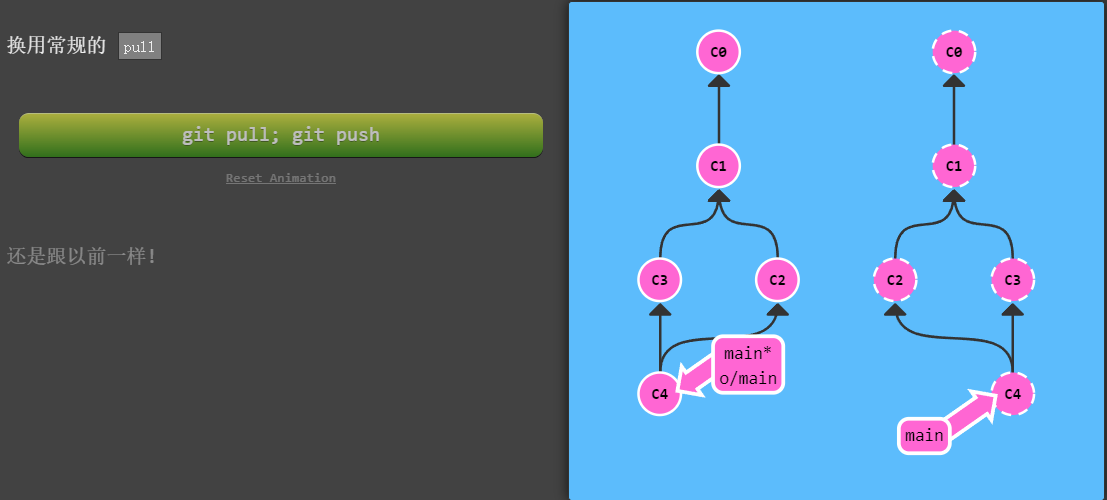 换用常规的 pull
git pull; git push
Reset Animation
还是跟以前一样!
C0
C1
C3 C2
main*
o/main
C4
C0
C1
C2 C3
C4
main